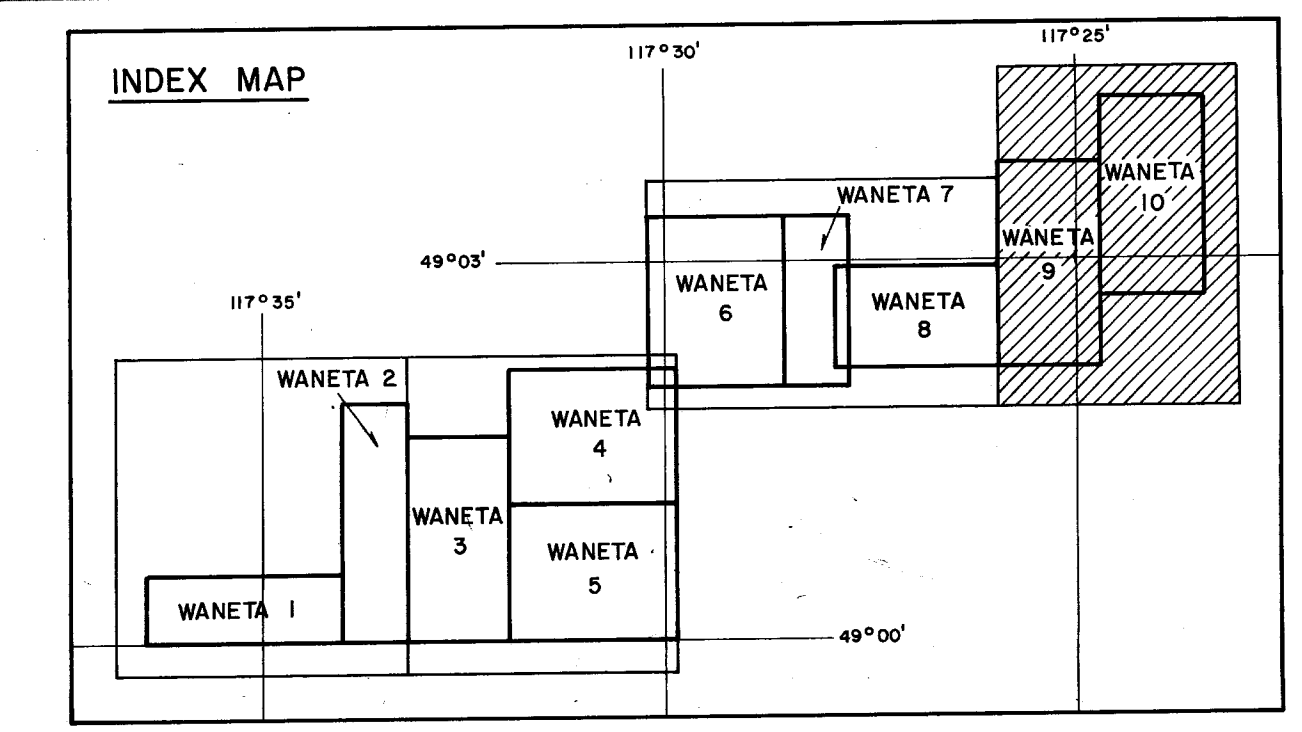 INDEX MAP
117°30'
117°25'
WANETA
10
WANETA 7
WANETA
9
49°03'
WANETA
6
WANETA
8
117°35'
WANETA 2
WANETA
4
WANETA
3
WANETA
5
WANETA 1
49°00'